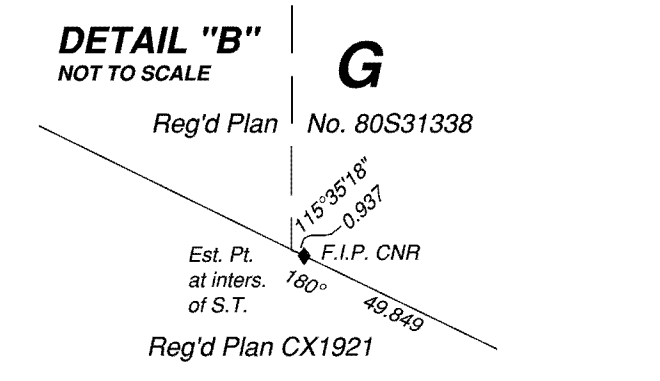 DETAIL "B"
NOT TO SCALE
G
Reg'd Plan No. 80S31338
115°35'18"
0.937
Est. Pt.
at inters.
of S.T.
F.I.P. CNR
180°
49.849
Reg'd Plan CX1921